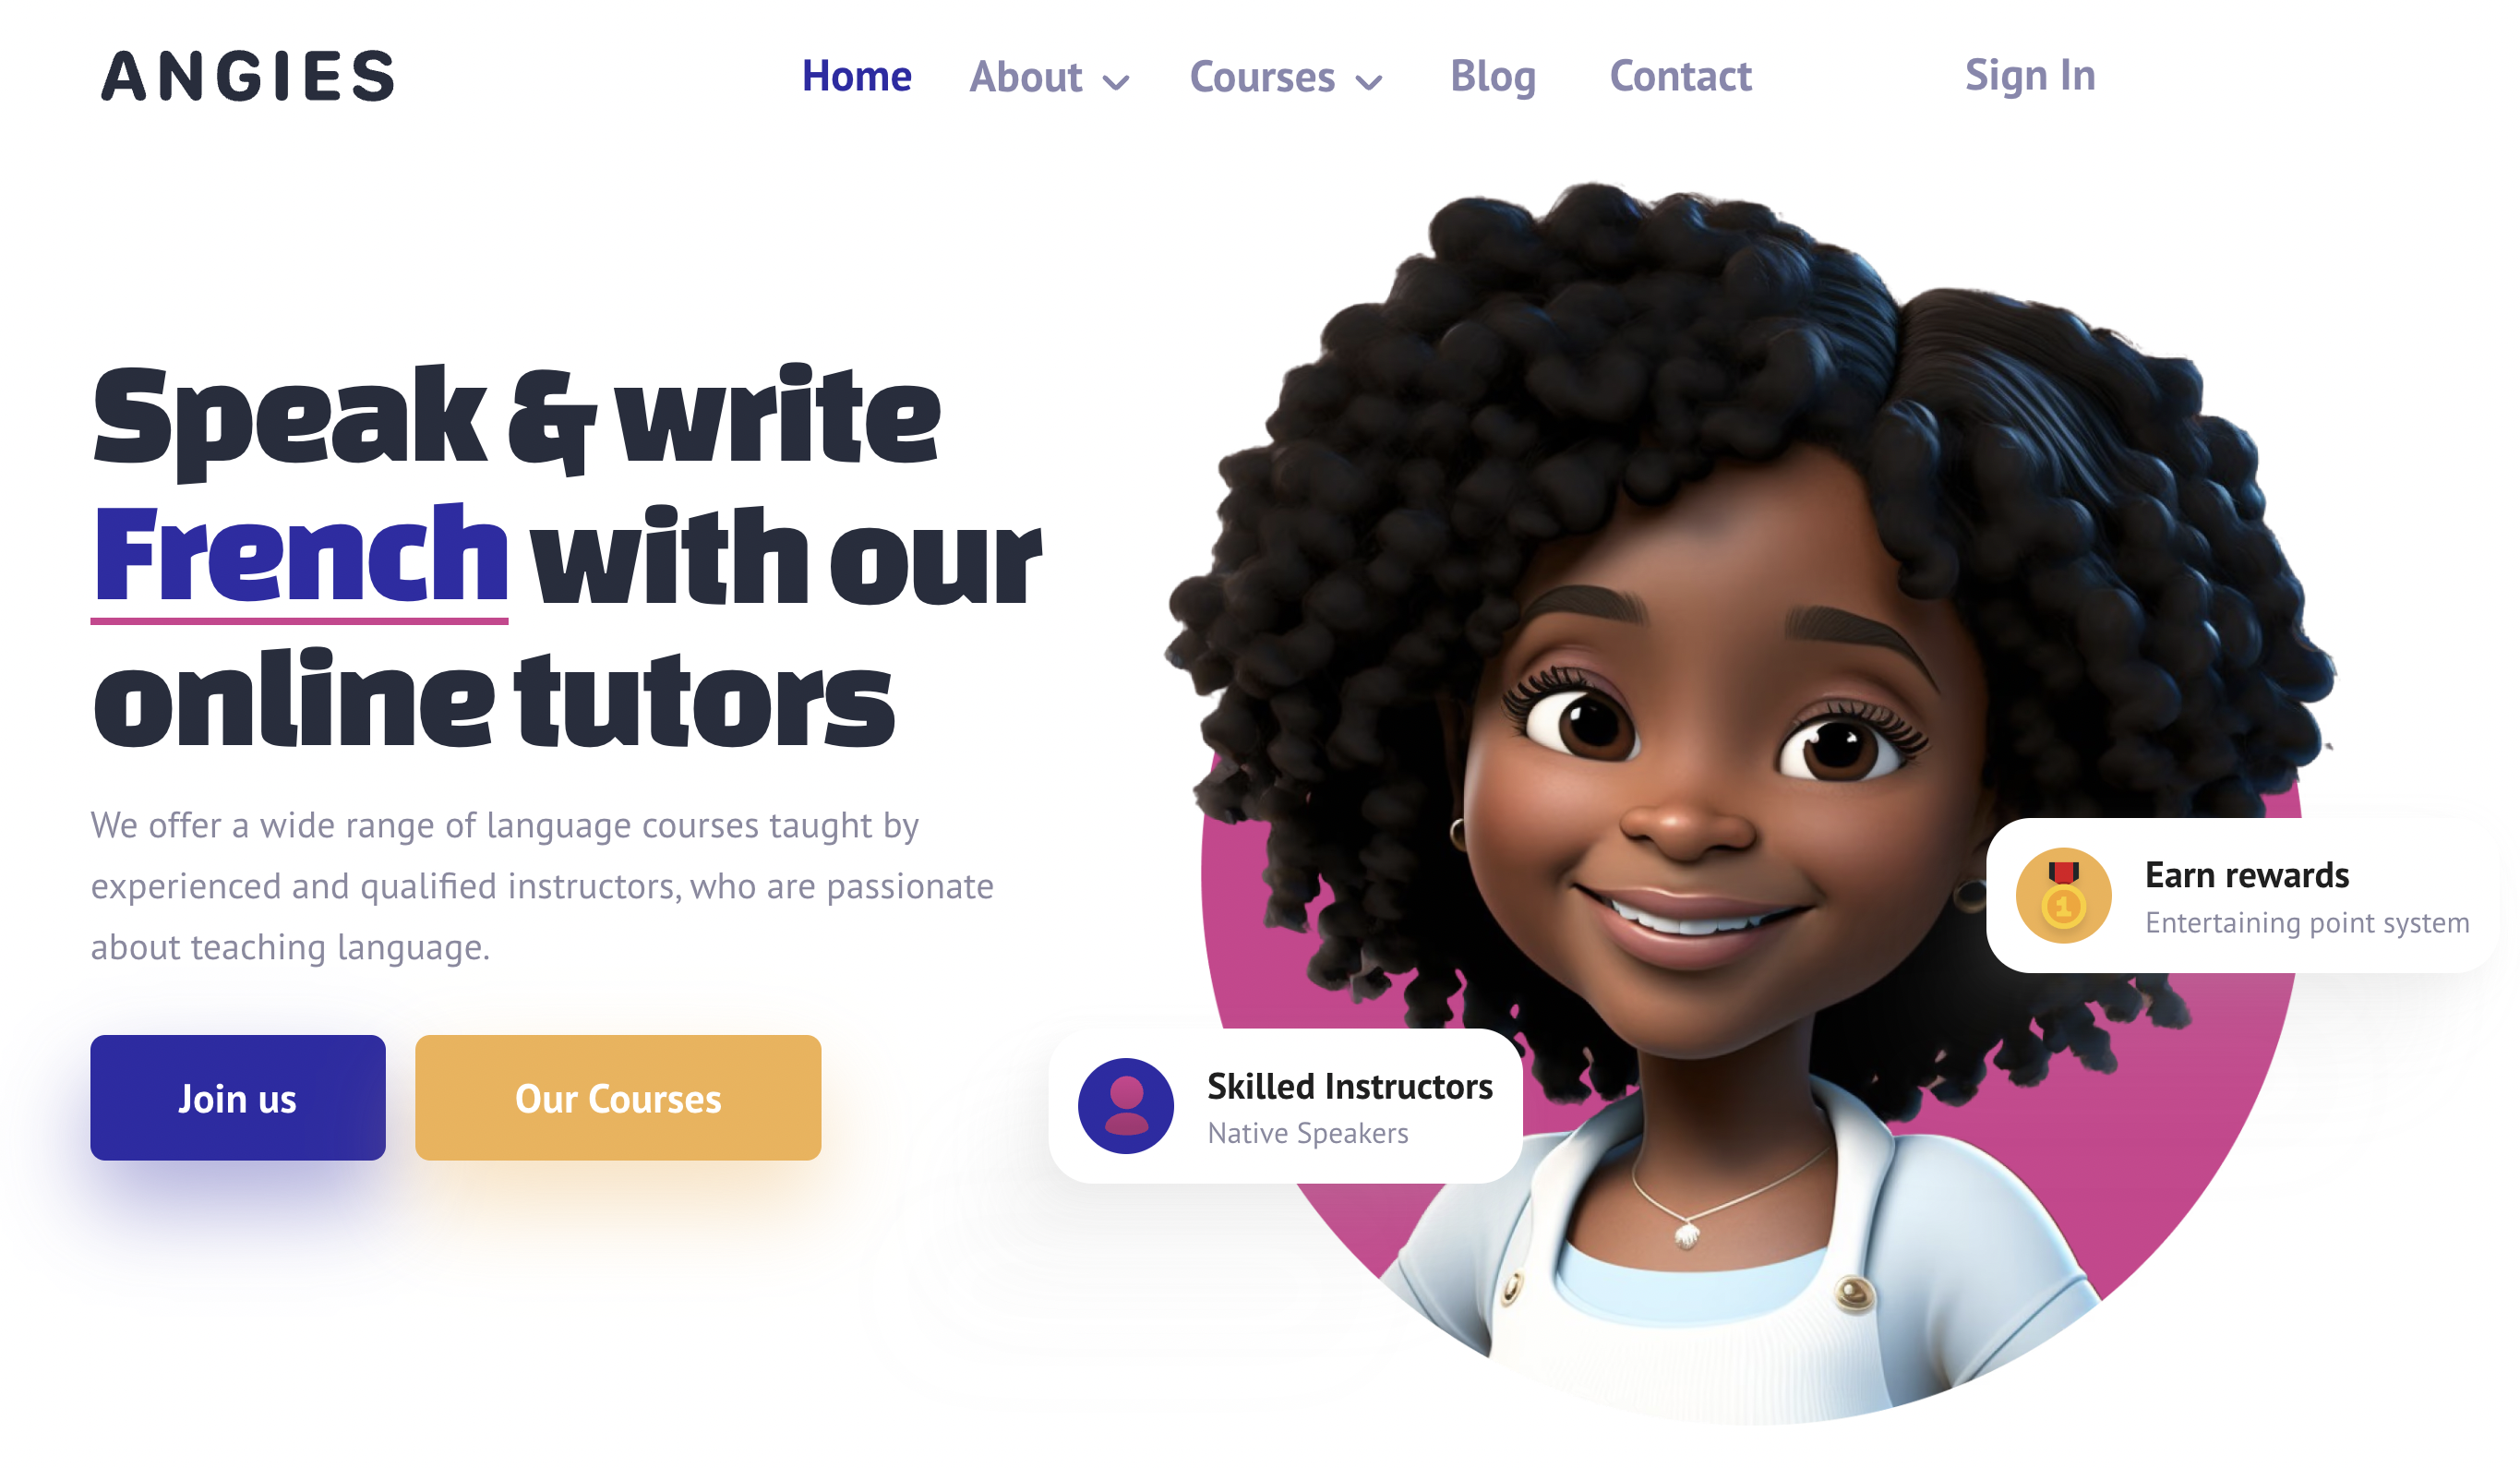 ANGIES
Home About Courses Blog Contact Sign In
Speak & write
French with our
online tutors
We offer a wide range of language courses taught by
experienced and qualified instructors, who are passionate
about teaching language.
Join us
Our Courses
Earn rewards
Entertaining point system
1
Skilled Instructors
Native Speakers